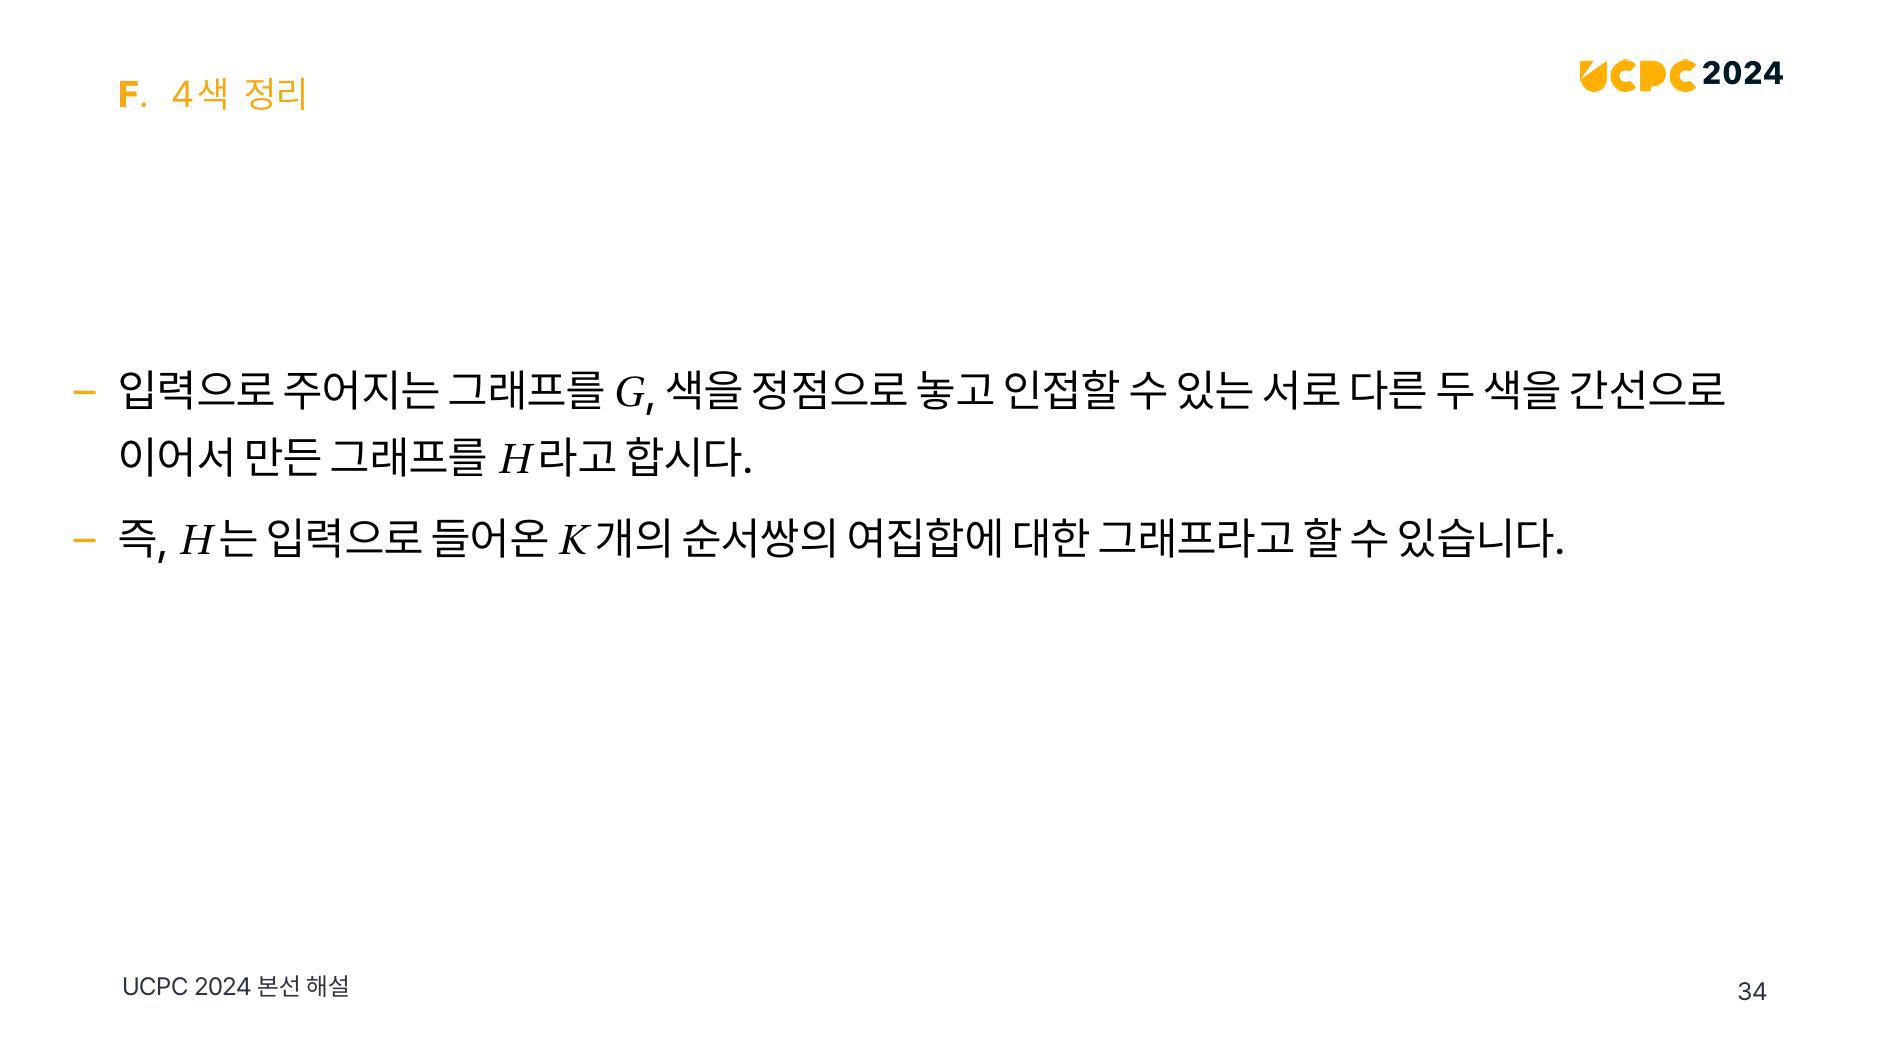 F. 4색 정리
UCPC 2024
– 입력으로 주어지는 그래프를 G, 색을 정점으로 놓고 인접할 수 있는 서로 다른 두 색을 간선으로
이어서 만든 그래프를 H라고 합시다.
– 즉, H는 입력으로 들어온 K개의 순서쌍의 여집합에 대한 그래프라고 할 수 있습니다.
UCPC 2024 본선 해설
34